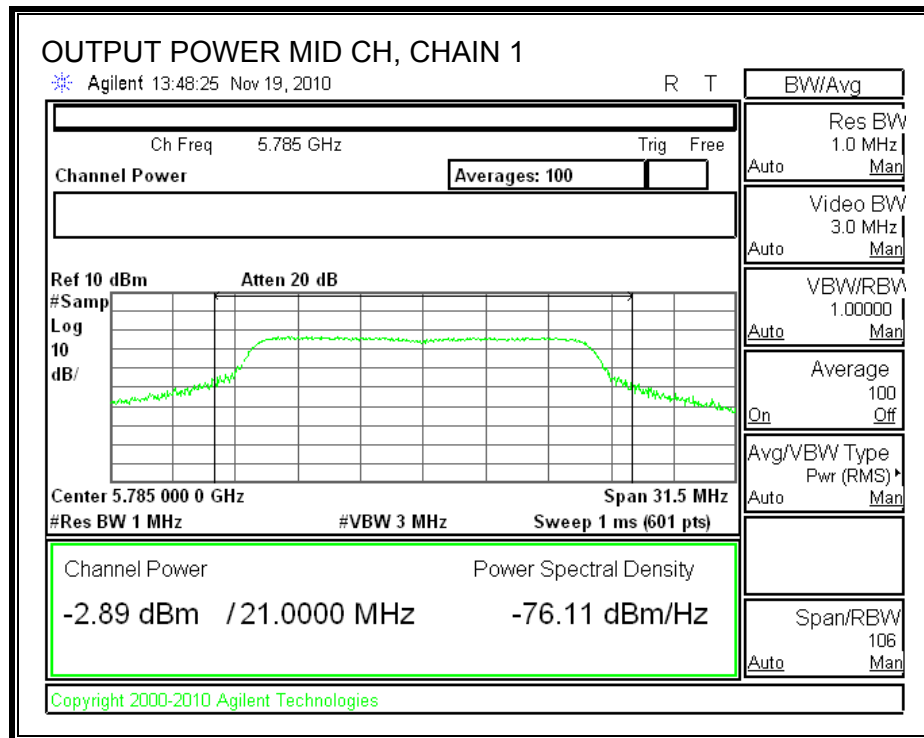 OUTPUT POWER MID CH, CHAIN 1
Agilent 13:48:25 Nov 19, 2010 R T
Ch Freq 5.785 GHz Trig Free
Channel Power Averages: 100
Ref 10 dBm Atten 20 dB
#Samp
Log
10
dB/
Center 5.785 000 0 GHz Span 31.5 MHz
#Res BW 1 MHz #VBW 3 MHz Sweep 1 ms (601 pts)
Channel Power Power Spectral Density
-2.89 dBm / 21.0000 MHz -76.11 dBm/Hz
Copyright 2000-2010 Agilent Technologies
BW/Avg
Res BW
1.0 MHz
Auto Man
Video BW
3.0 MHz
Auto Man
VBW/RBW
1.00000
Auto Man
Average
100
On Off
Avg/VBW Type
Pwr (RMS)
Auto Man
Span/RBW
106
Auto Man